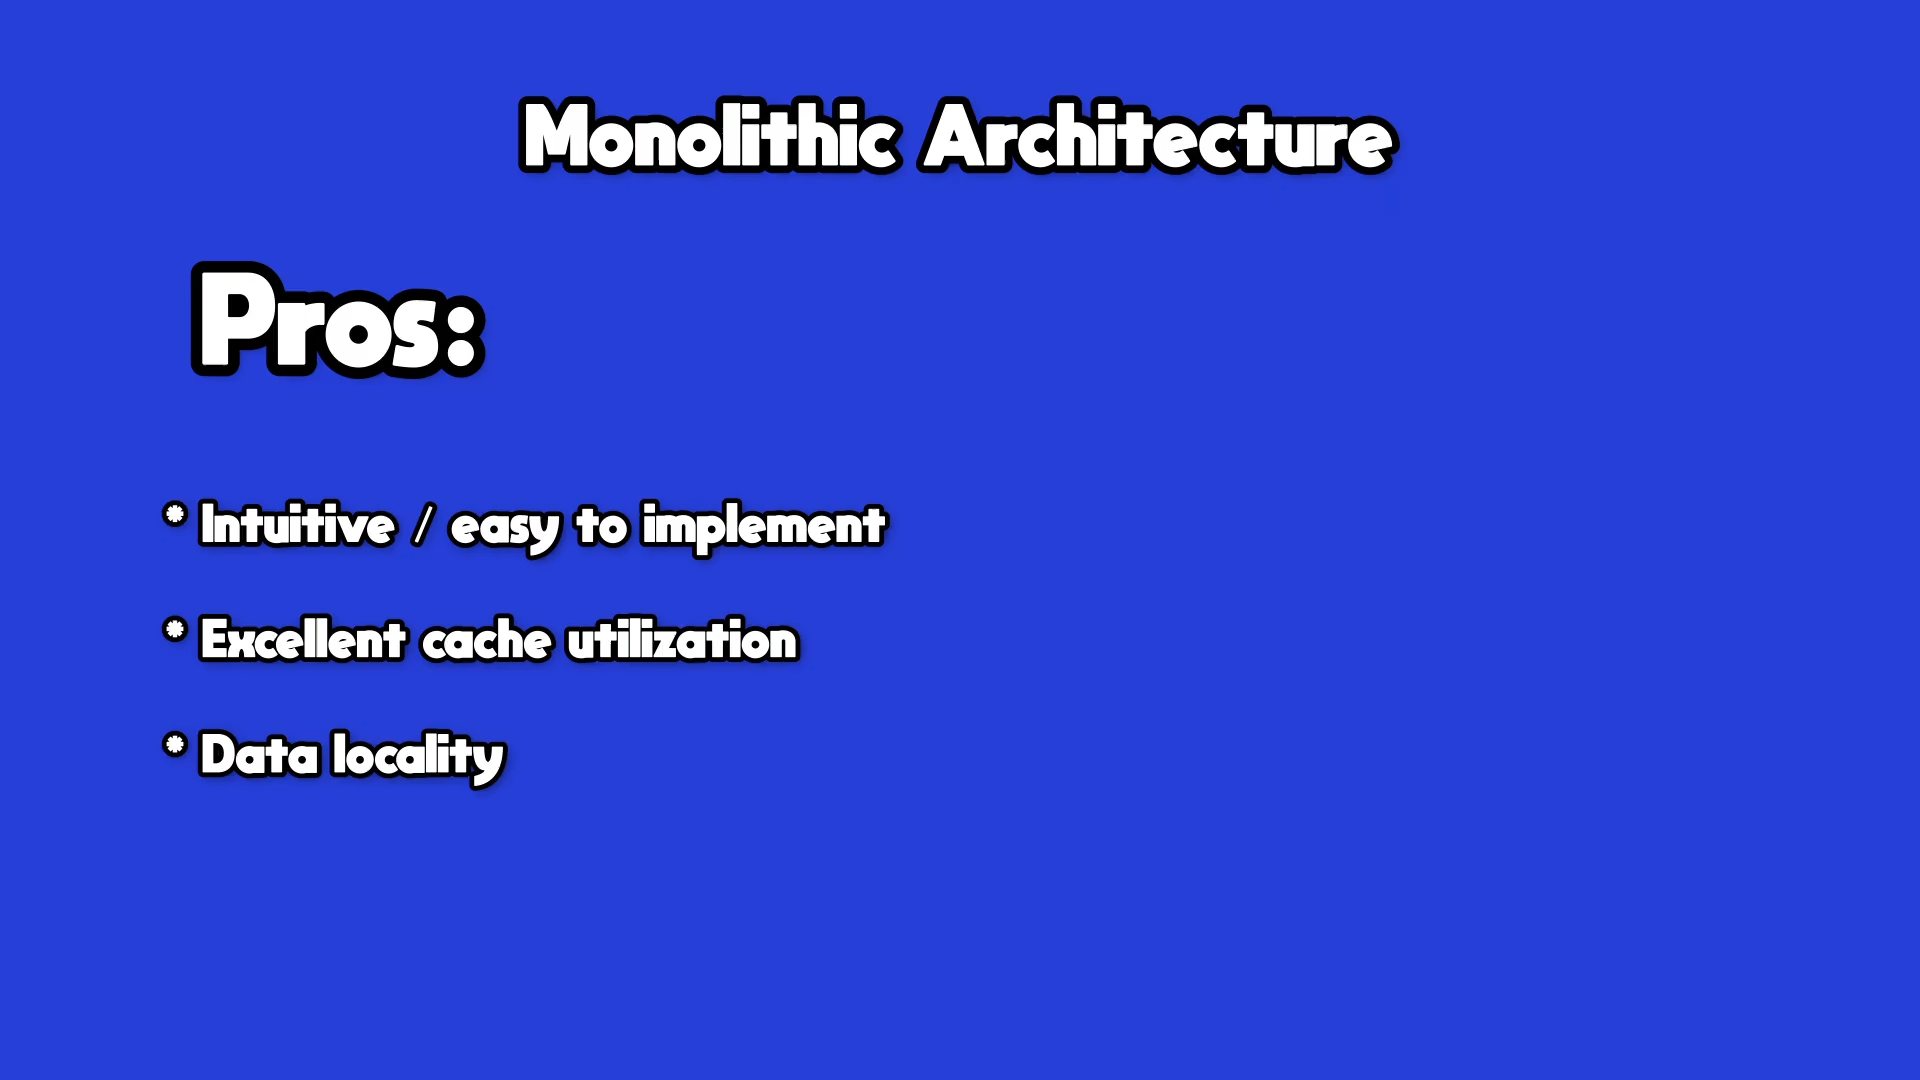 Monolithic Architecture
Pros:
* Intuitive / easy to implement
* Excellent cache utilization
* Data locality